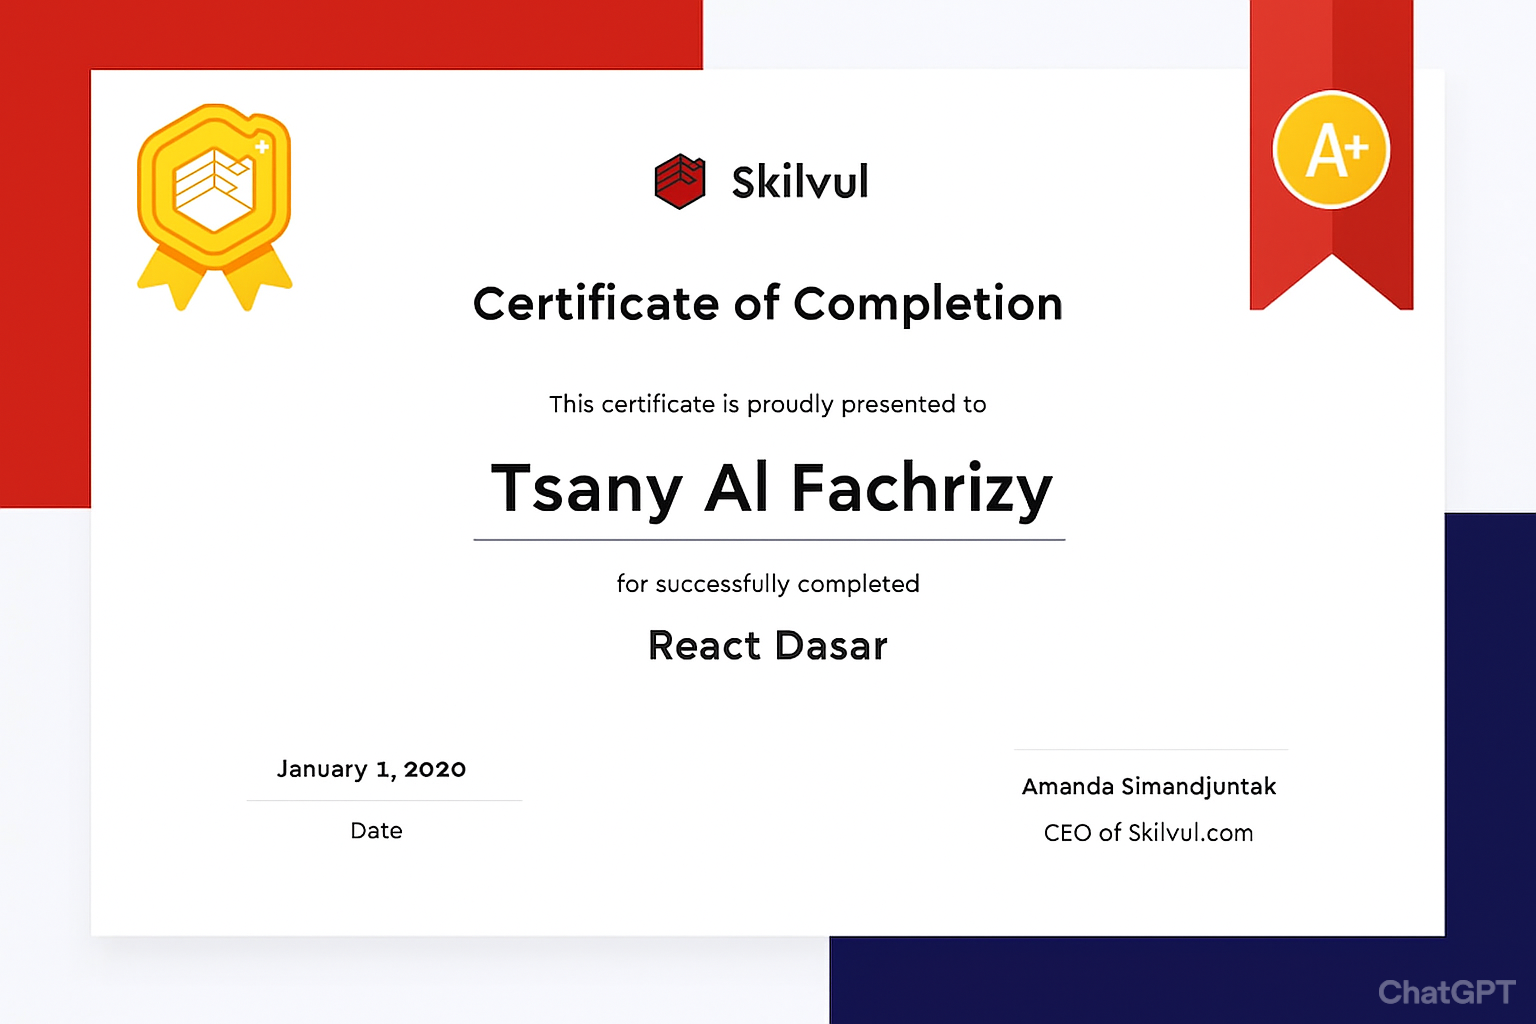 A+
Skilvul
Certificate of Completion
This certificate is proudly presented to
Tsany Al Fachrizy
for successfully completed
React Dasar
January 1, 2020
Date
Amanda Simandjuntak
CEO of Skilvul.com
ChatGPT